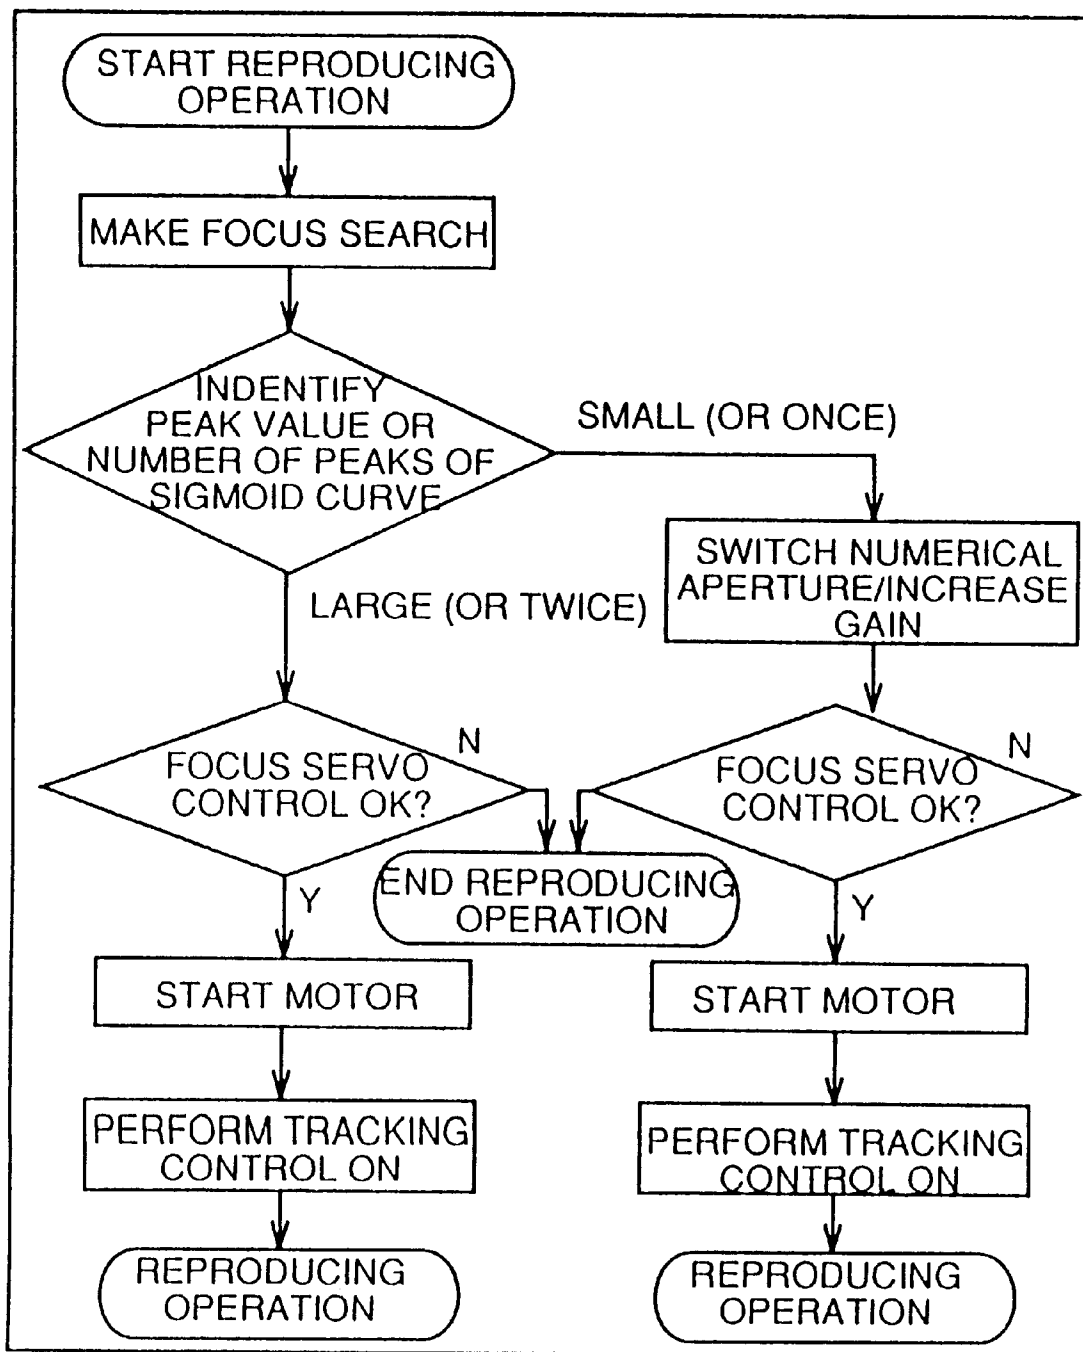 START REPRODUCING
OPERATION
MAKE FOCUS SEARCH
INDENTIFY
PEAK VALUE OR
NUMBER OF PEAKS OF
SIGMOID CURVE
SMALL (OR ONCE)
SWITCH NUMERICAL
APERTURE/INCREASE
GAIN
LARGE (OR TWICE)
FOCUS SERVO
CONTROL OK?
N
FOCUS SERVO
CONTROL OK?
N
END REPRODUCING
OPERATION
Y
Y
START MOTOR
START MOTOR
PERFORM TRACKING
CONTROL ON
PERFORM TRACKING
CONTROL ON
REPRODUCING
OPERATION
REPRODUCING
OPERATION